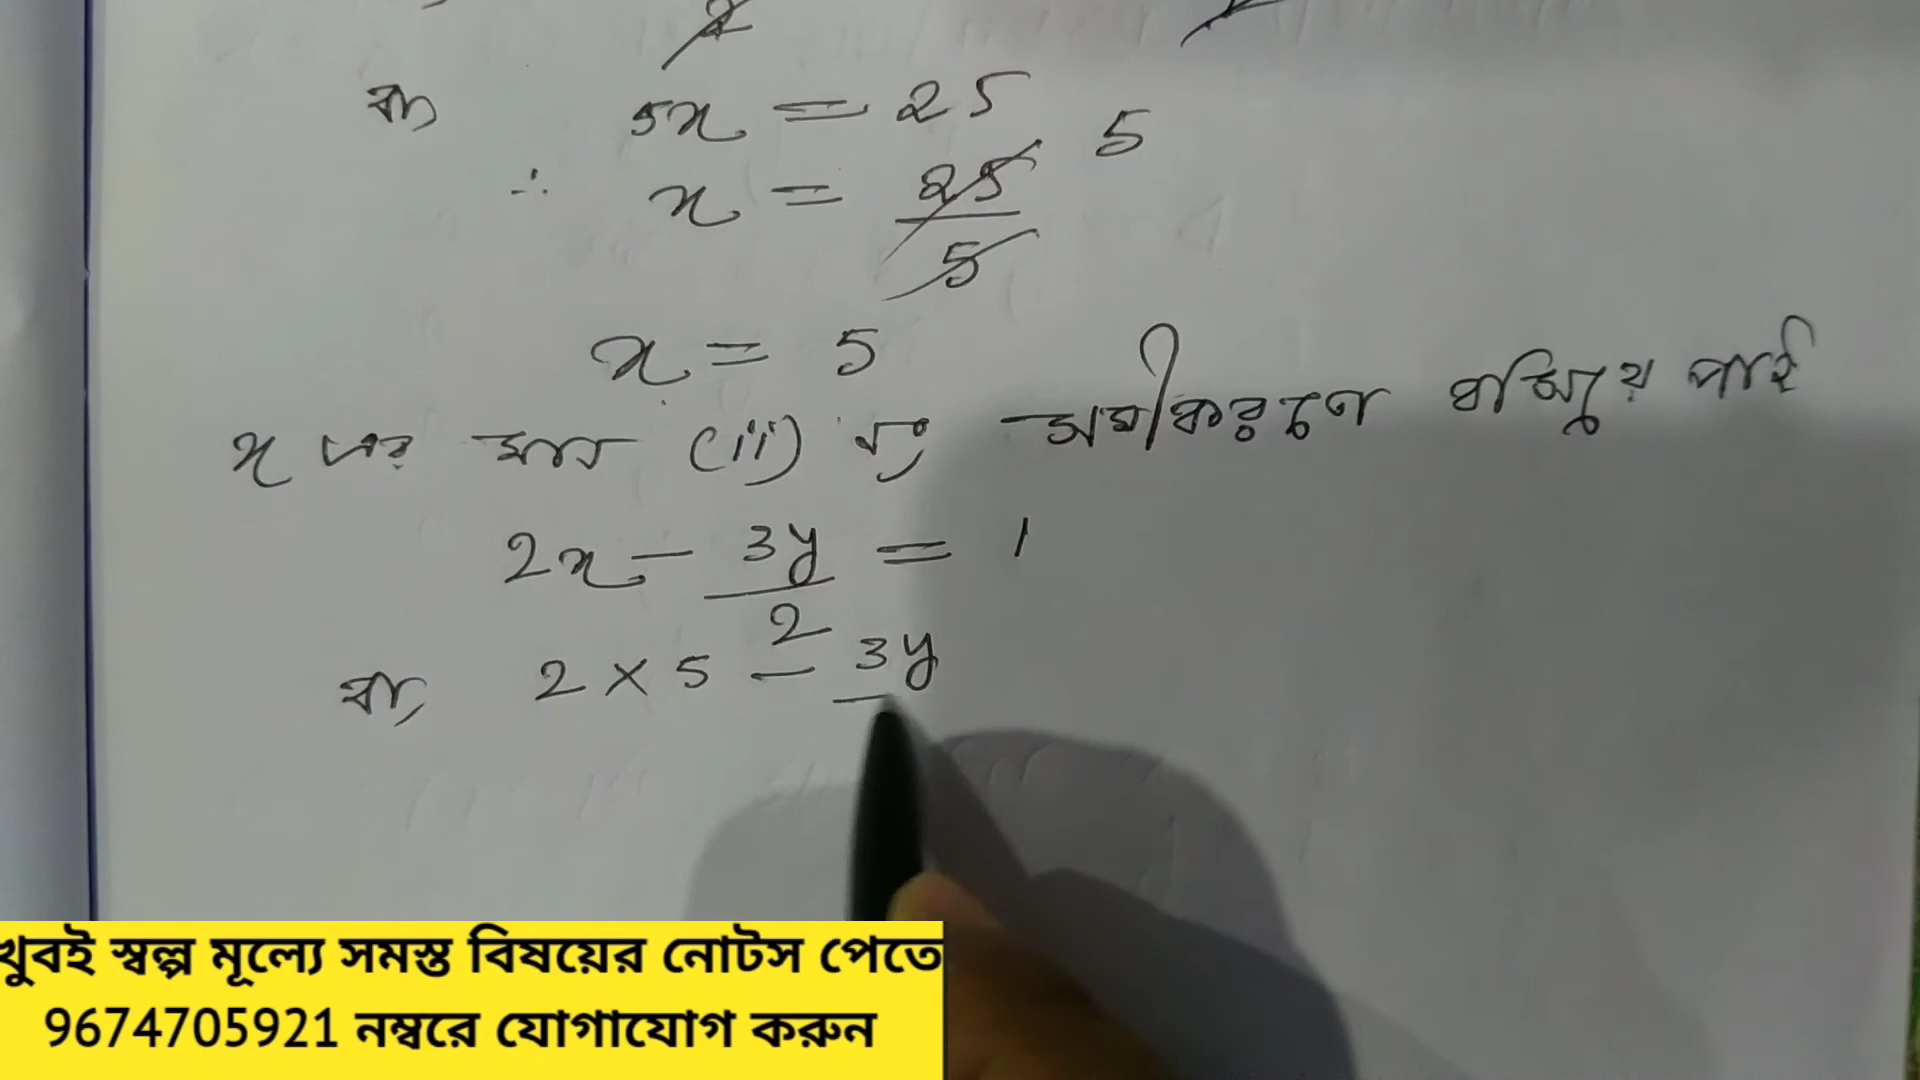 বা, 5x = 25
∴ x = 25/5 5
x = 5
x এর মান (ii) নং সমীকরণে বসিয়ে পাই
2x - 3y/2 = 1
বা, 2 × 5 - 3y
খুবই স্বল্প মূল্যে সমস্ত বিষয়ের নোটস পেতে
9674705921 নম্বরে যোগাযোগ করুন